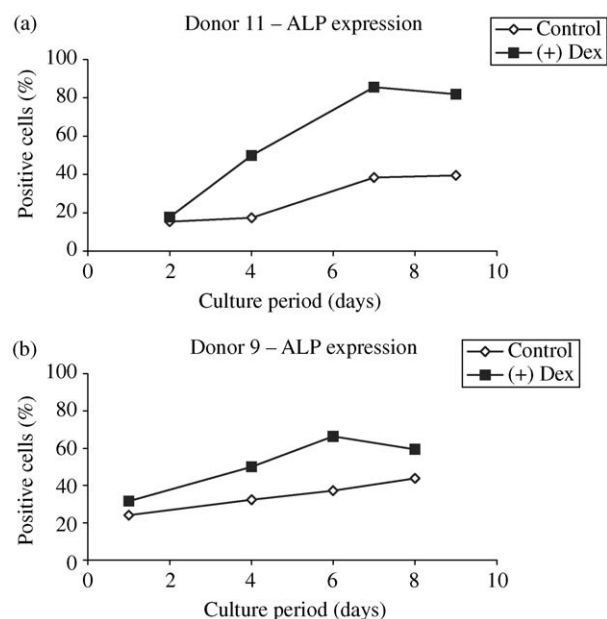 (a)
Donor 11 – ALP expression
Control
(+) Dex
100
80
60
40
20
0
Positive cells (%)
0 2 4 6 8 10
Culture period (days)
(b)
Donor 9 – ALP expression
Control
(+) Dex
100
80
60
40
20
0
Positive cells (%)
0 2 4 6 8 10
Culture period (days)